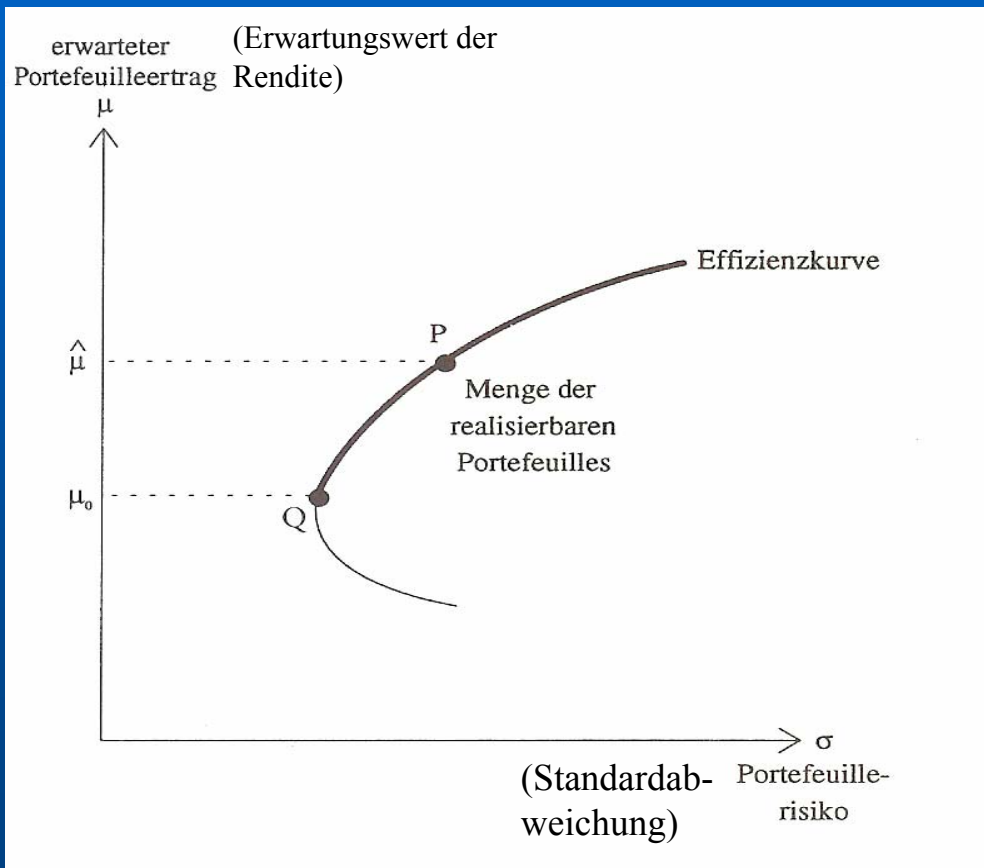 erwarteter
Portefeuilleertrag
μ
(Erwartungswert der
Rendite)
Effizienzkurve
P
μ̂
Menge der
realisierbaren
Portefeuilles
μ₀
Q
σ
(Standardab-
weichung)
Portefeuille-
risiko